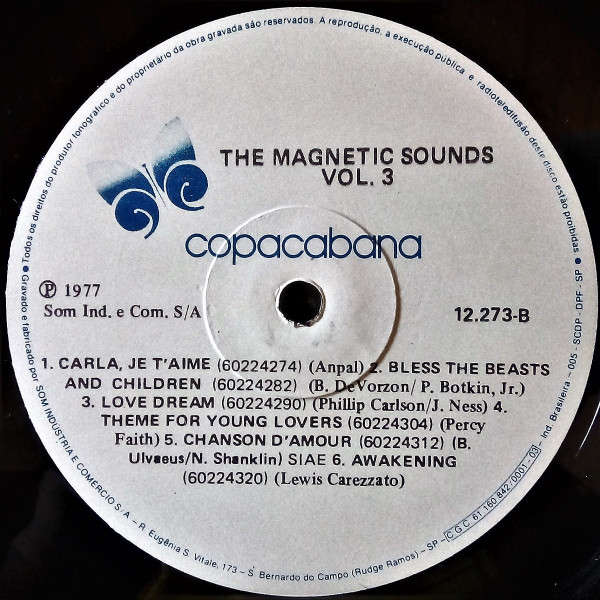 THE MAGNETIC SOUNDS
VOL. 3
copacabana
Ⓟ 1977
Som Ind. e Com. S/A
12.273-B
1. CARLA, JE T'AIME (60224274) (Anpal) 2. BLESS THE BEASTS
AND CHILDREN (60224282) (B. DeVorzon/ P. Botkin, Jr.)
3. LOVE DREAM (60224290) (Phillip Carlson/J. Ness) 4.
THEME FOR YOUNG LOVERS (60224304) (Percy
Faith) 5. CHANSON D'AMOUR (60224312) (B.
Ulvaeus/N. Shanklin) SIAE 6. AWAKENING
(60224320) (Lewis Carezzato)
● Todos os direitos do produtor fonográfico e do proprietário da obra gravada são reservados. A reprodução, a execução pública e radioteledifusão deste disco estão proibidas ●
● Gravado e fabricado por SOM INDÚSTRIA E COMERCIO S.A - R. Eugênia S. Vitale, 173 - S. Bernardo do Campo (Rudge Ramos) - SP - C G C 61 160 842/0001-03 - Ind. Brasileira - 005 - SCDP - DPF - SP ●